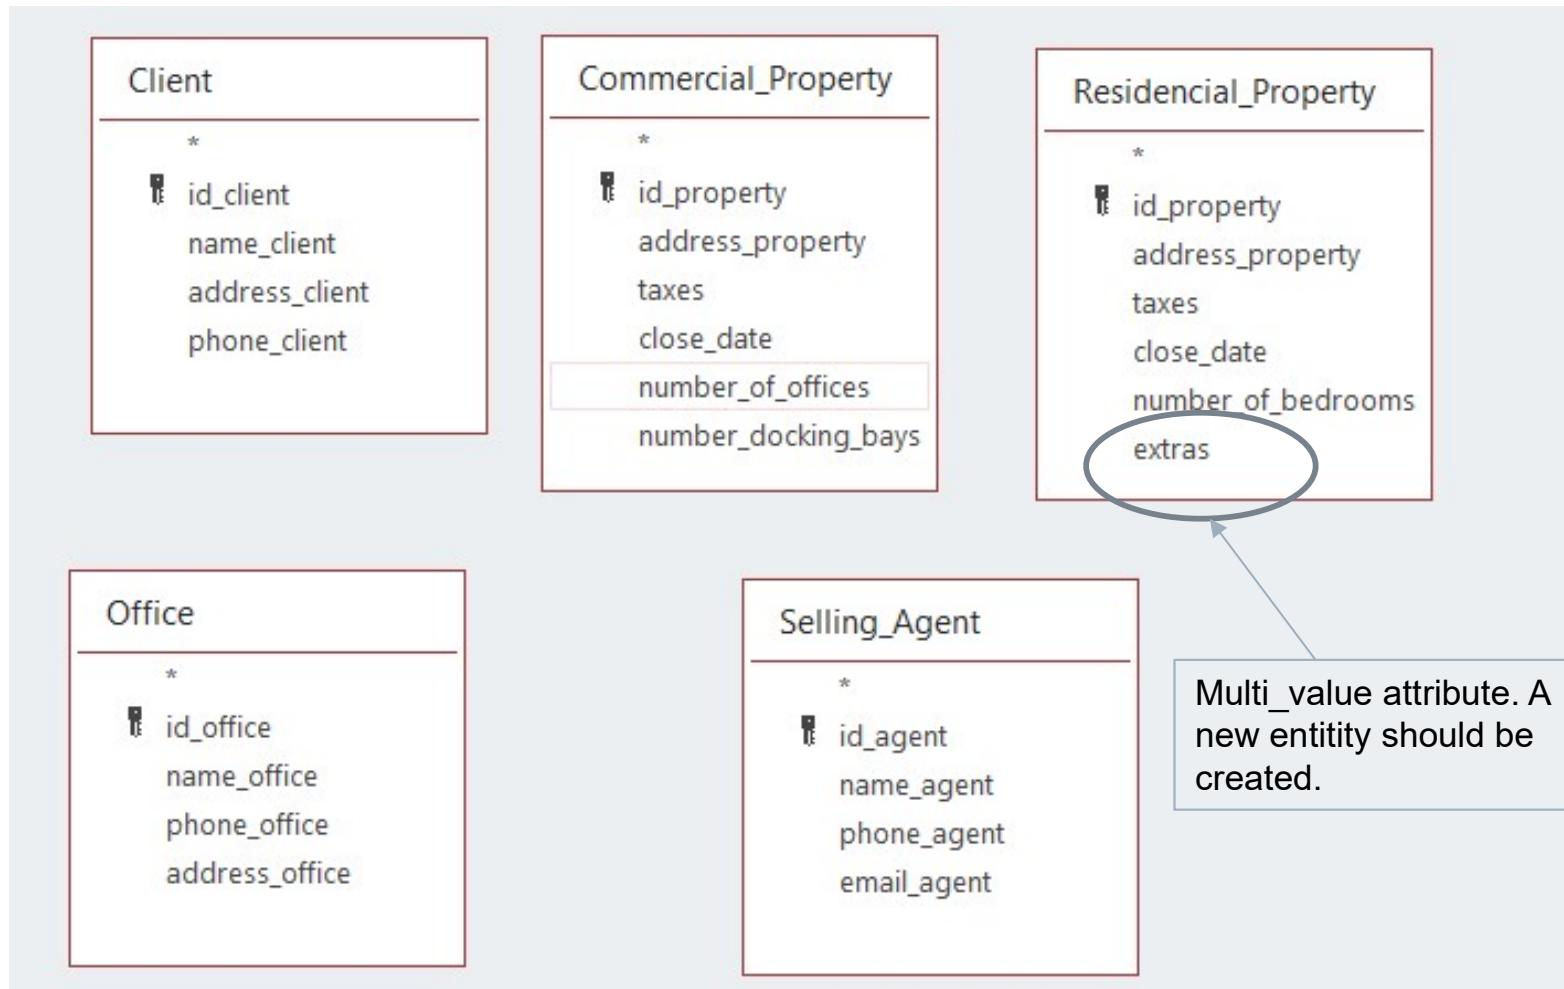 Client
*
id_client
name_client
address_client
phone_client
Commercial_Property
*
id_property
address_property
taxes
close_date
number_of_offices
number_docking_bays
Residencial_Property
*
id_property
address_property
taxes
close_date
number_of_bedrooms
extras
Office
*
id_office
name_office
phone_office
address_office
Selling_Agent
*
id_agent
name_agent
phone_agent
email_agent
Multi_value attribute. A
new entitity should be
created.